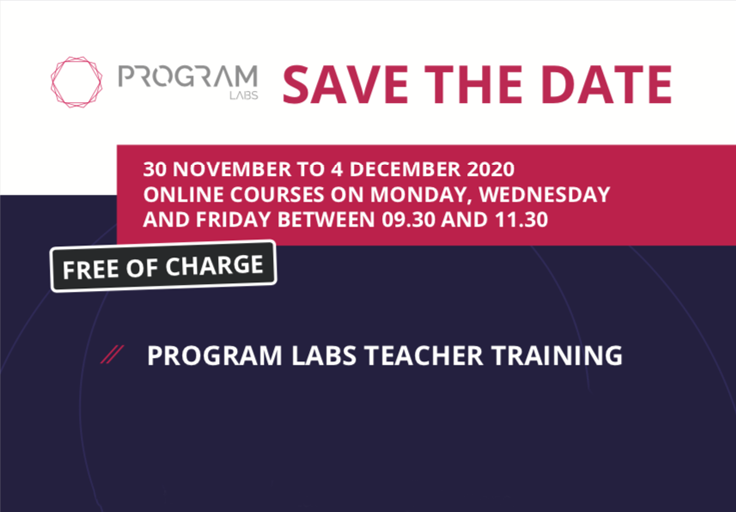 PROGRAM
LABS
SAVE THE DATE
30 NOVEMBER TO 4 DECEMBER 2020
ONLINE COURSES ON MONDAY, WEDNESDAY
AND FRIDAY BETWEEN 09.30 AND 11.30
FREE OF CHARGE
// PROGRAM LABS TEACHER TRAINING